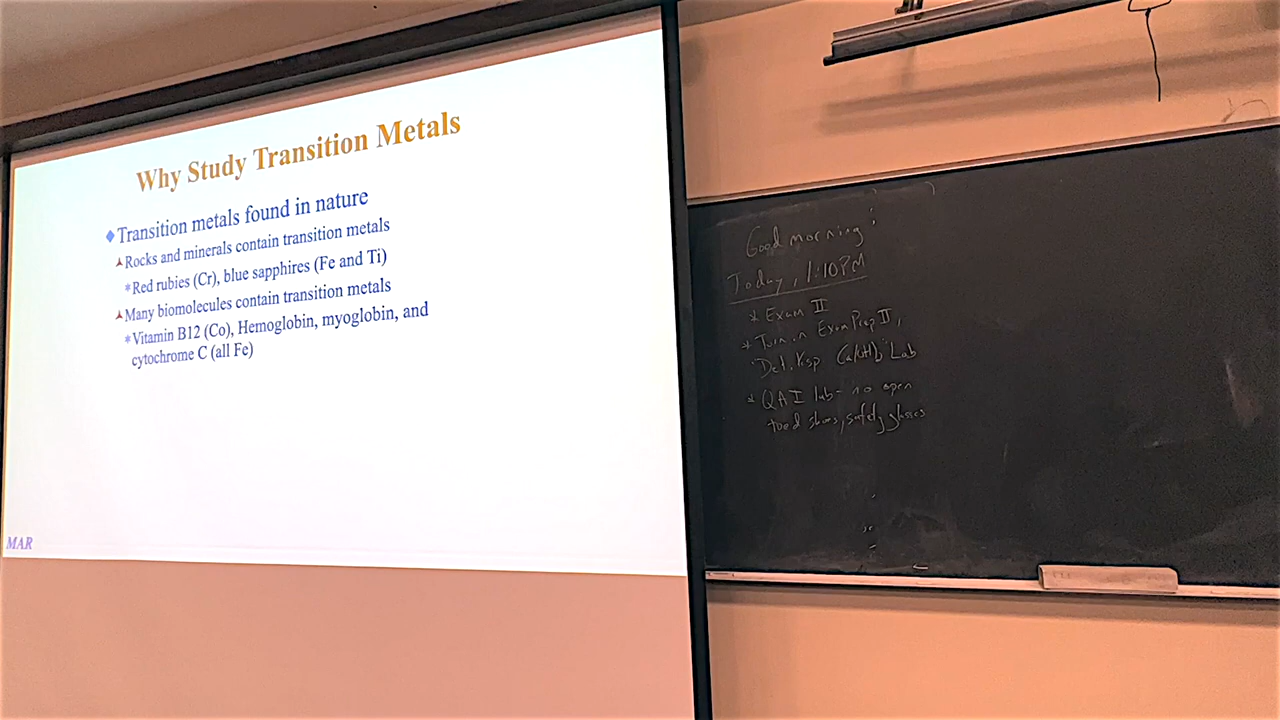 Why Study Transition Metals
◆Transition metals found in nature
Rocks and minerals contain transition metals
*Red rubies (Cr), blue sapphires (Fe and Ti)
Many biomolecules contain transition metals
*Vitamin B12 (Co), Hemoglobin, myoglobin, and
cytochrome C (all Fe)
MAR
Good morning!
Today, 1:10PM
* Exam II
* Turn in Exam Prep II,
Lab
* QA I lab - no open
toed shoes, safety glasses